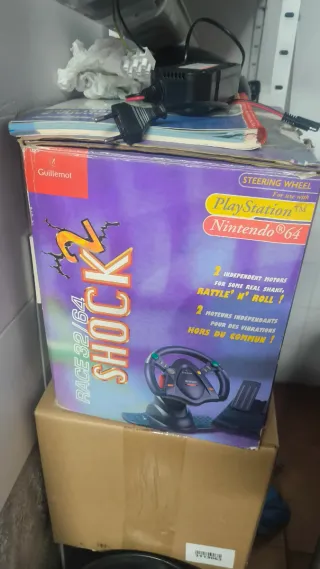 Guillemot
STEERING WHEEL
For use with
PlayStation™
Nintendo®64
RACE 32/64
SHOCK 2
2 INDEPENDENT MOTORS
FOR SOME REAL SHAKE,
RATTLE' N' ROLL !
2 MOTEURS INDÉPENDANTS
POUR DES VIBRATIONS
HORS DU COMMUN !